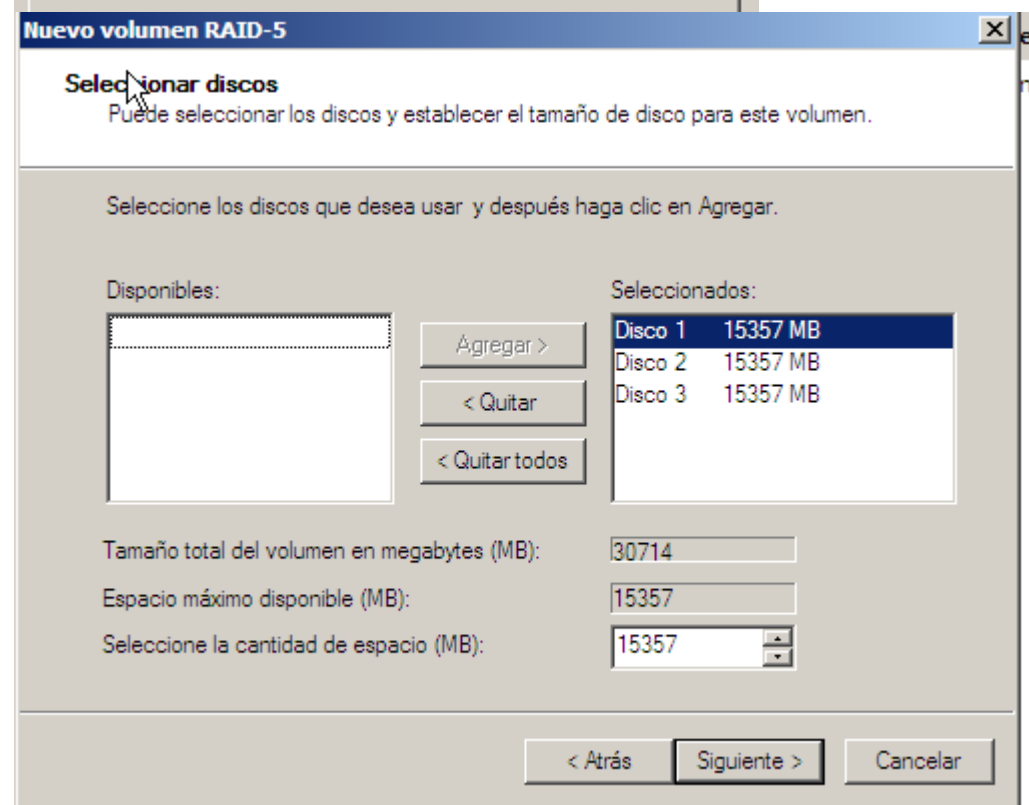 Nuevo volumen RAID-5
Seleccionar discos
Puede seleccionar los discos y establecer el tamaño de disco para este volumen.
Seleccione los discos que desea usar y después haga clic en Agregar.
Disponibles:
Seleccionados:
Agregar >
< Quitar
< Quitar todos
Disco 1 15357 MB
Disco 2 15357 MB
Disco 3 15357 MB
Tamaño total del volumen en megabytes (MB): 30714
Espacio máximo disponible (MB): 15357
Seleccione la cantidad de espacio (MB): 15357
< Atrás Siguiente > Cancelar